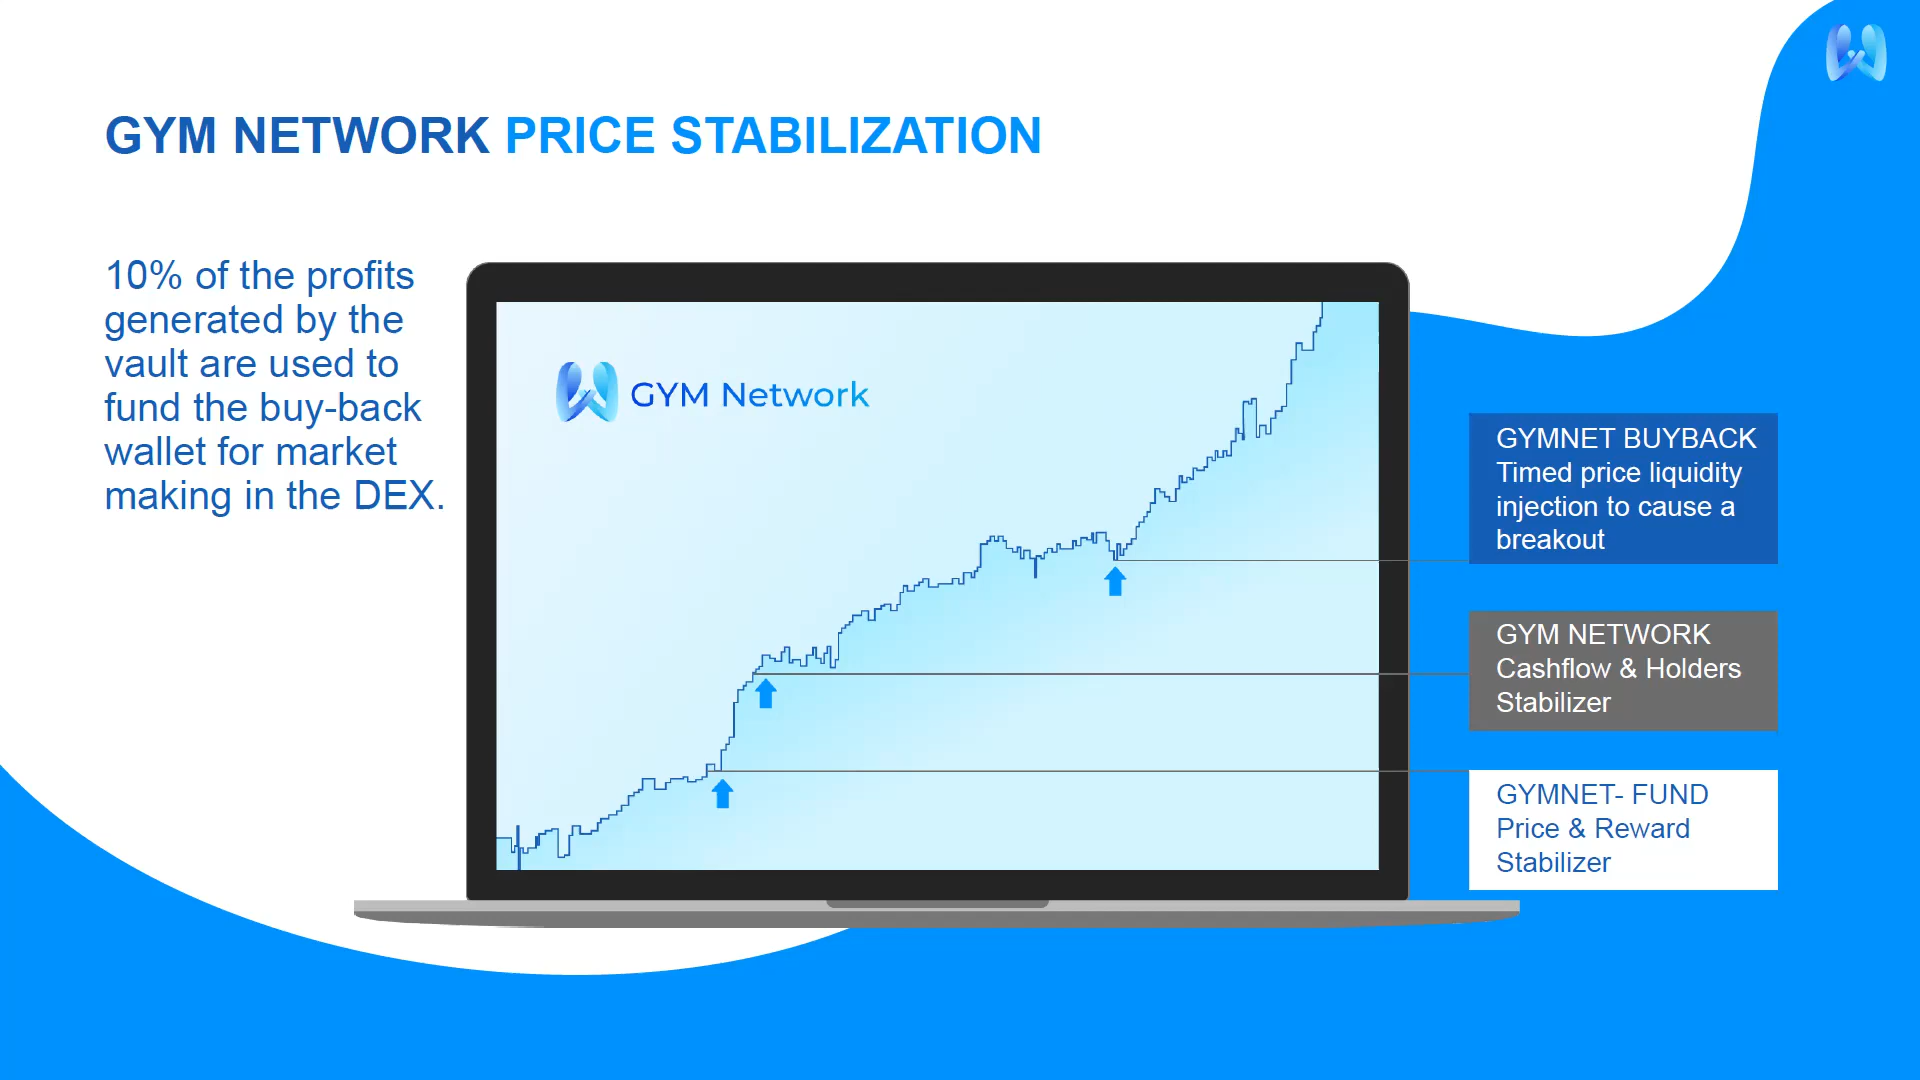 GYM NETWORK PRICE STABILIZATION
10% of the profits
generated by the
vault are used to
fund the buy-back
wallet for market
making in the DEX.
GYM Network
GYMNET BUYBACK
Timed price liquidity
injection to cause a
breakout
GYM NETWORK
Cashflow & Holders
Stabilizer
GYMNET- FUND
Price & Reward
Stabilizer